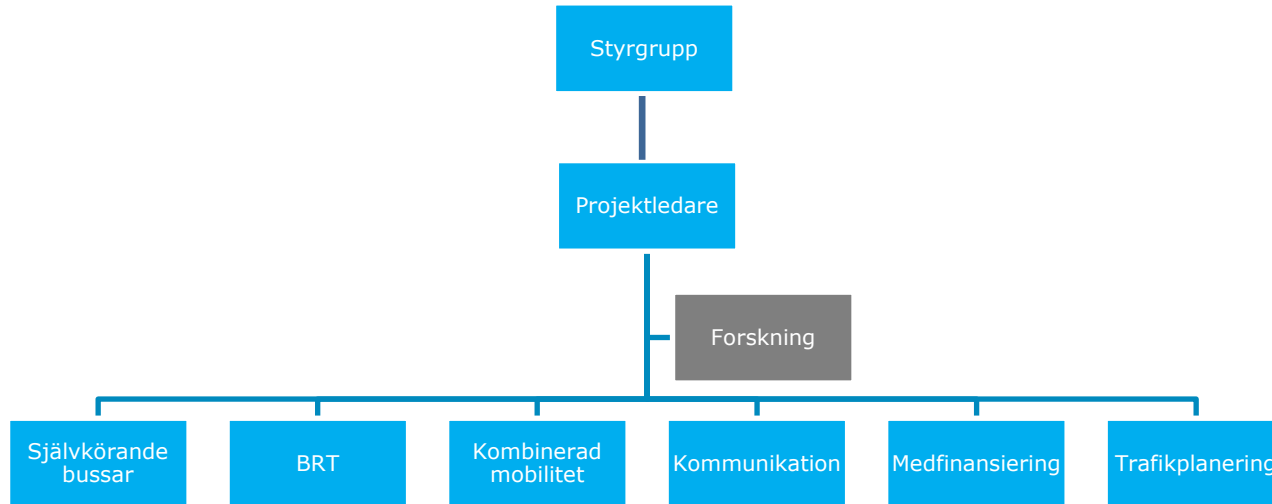 Styrgrupp
Projektledare
Forskning
Självkörande
bussar
BRT
Kombinerad
mobilitet
Kommunikation
Medfinansiering
Trafikplanering